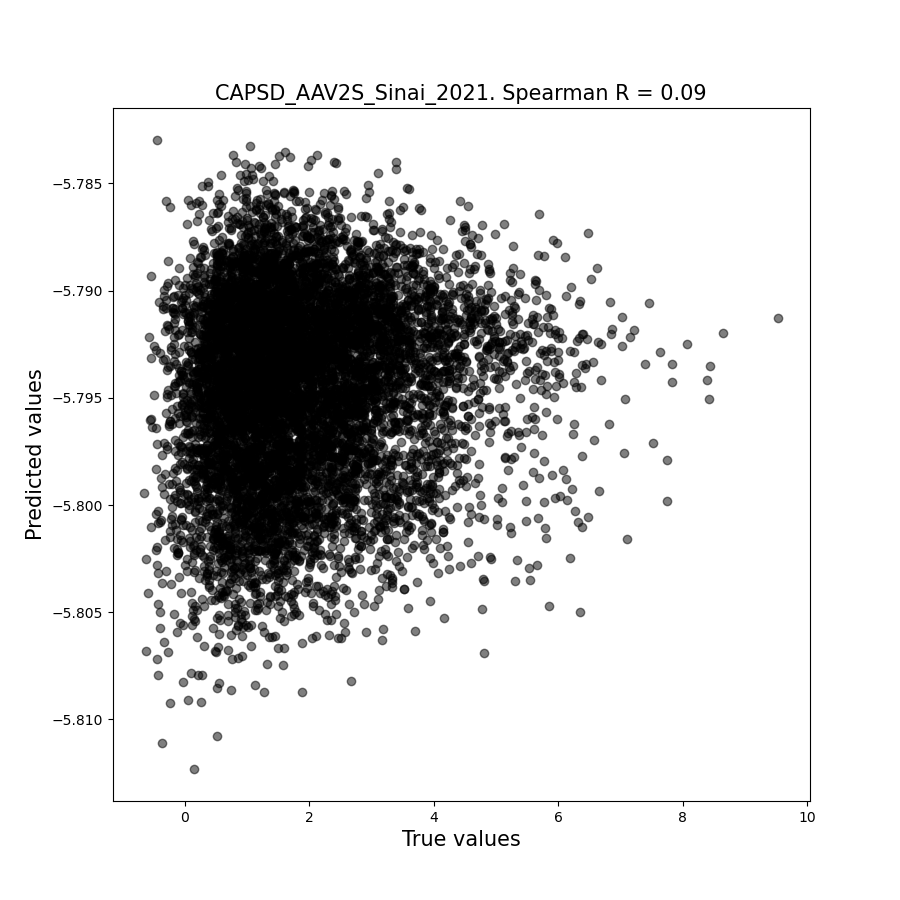 CAPSD_AAV2S_Sinai_2021. Spearman R = 0.09
−5.785
−5.790
−5.795
−5.800
−5.805
−5.810
Predicted values
0 2 4 6 8 10
True values